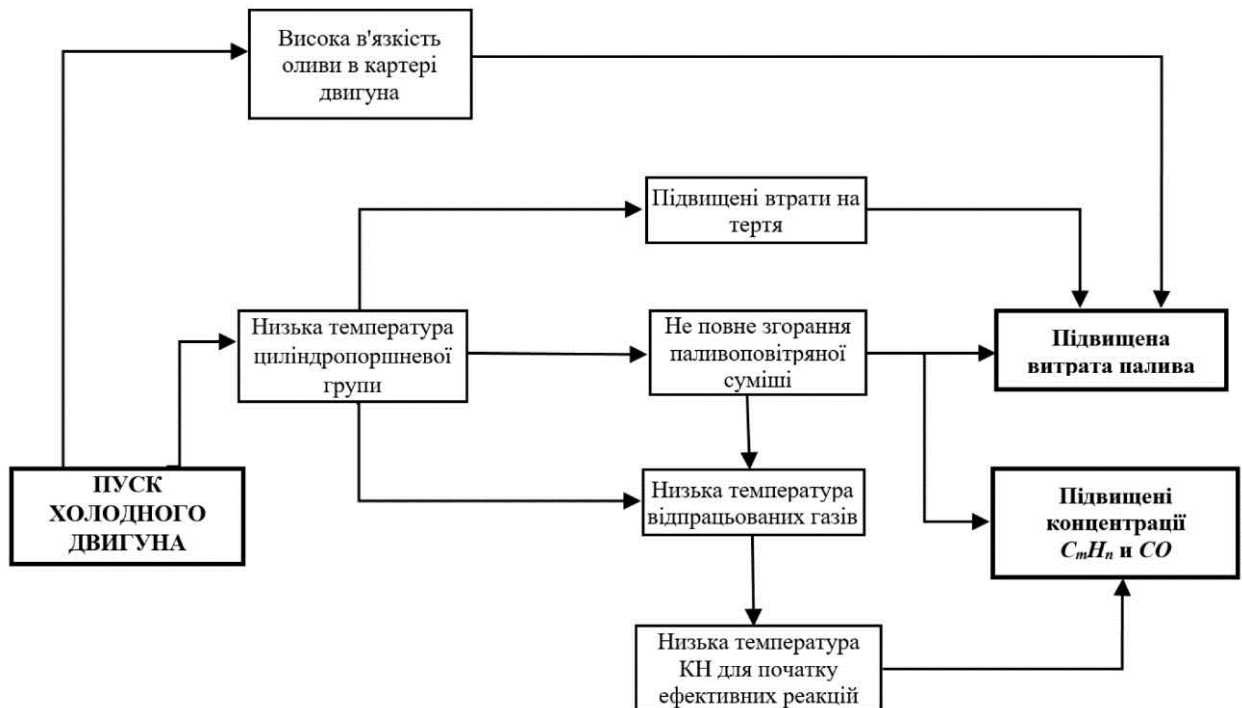 Висока в'язкість
оливи в картері
двигуна
Підвищені втрати на
тертя
Низька температура
циліндропоршневої
групи
Не повне згорання
паливоповітряної
суміші
Підвищена
витрата палива
ПУСК
ХОЛОДНОГО
ДВИГУНА
Низька температура
відпрацьованих газів
Підвищені
концентрації
CmHn и CO
Низька температура
КН для початку
ефективних реакцій